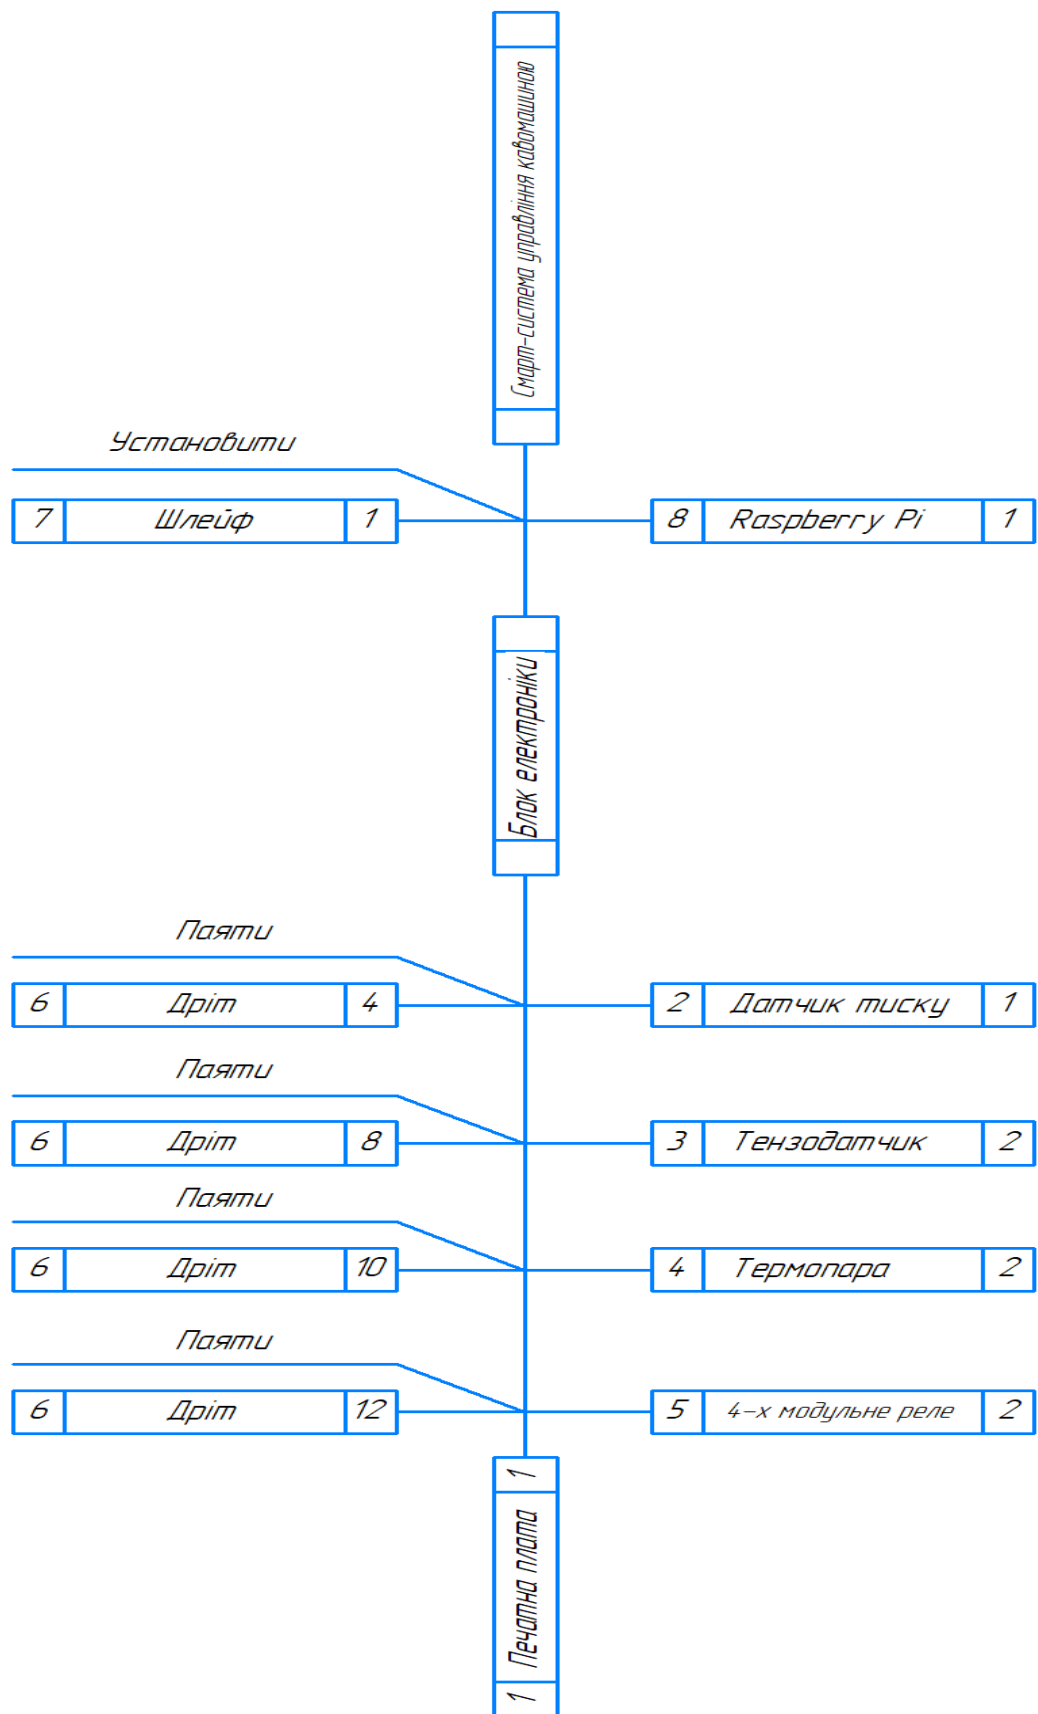 Смарт-система управління кавомашиною
Установити
7 Шлейф 1
8 Raspberry Pi 1
Блок електроніки
Паяти
6 Дріт 4
2 Датчик тиску 1
Паяти
6 Дріт 8
3 Тензодатчик 2
Паяти
6 Дріт 10
4 Термопара 2
Паяти
6 Дріт 12
5 4-х модульне реле 2
1 Печатна плата 1